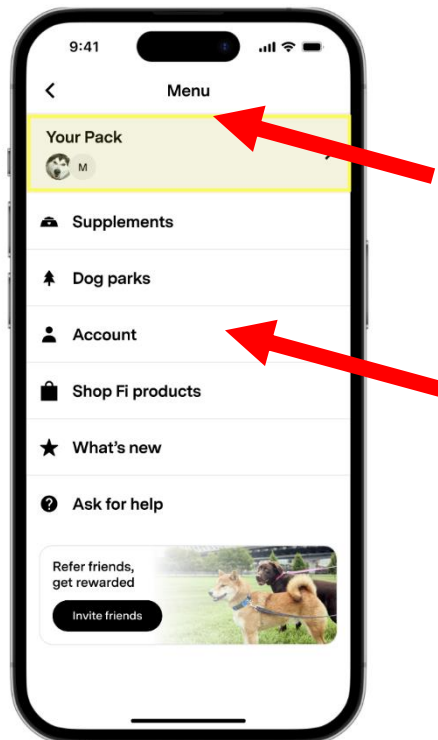 9:41
Menu
Your Pack
M
Supplements
Dog parks
Account
Shop Fi products
What's new
Ask for help
Refer friends,
get rewarded
Invite friends